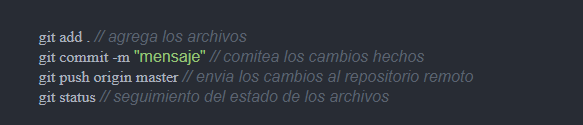 git add . // agrega los archivos
git commit -m "mensaje" // comitea los cambios hechos
git push origin master // envia los cambios al repositorio remoto
git status // seguimiento del estado de los archivos